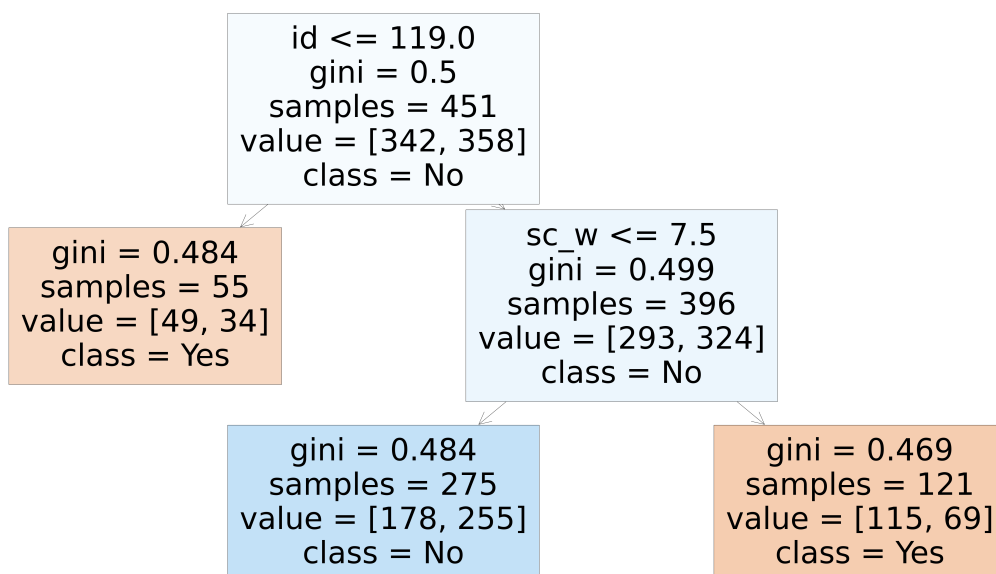 id <= 119.0
gini = 0.5
samples = 451
value = [342, 358]
class = No
gini = 0.484
samples = 55
value = [49, 34]
class = Yes
sc_w <= 7.5
gini = 0.499
samples = 396
value = [293, 324]
class = No
gini = 0.484
samples = 275
value = [178, 255]
class = No
gini = 0.469
samples = 121
value = [115, 69]
class = Yes